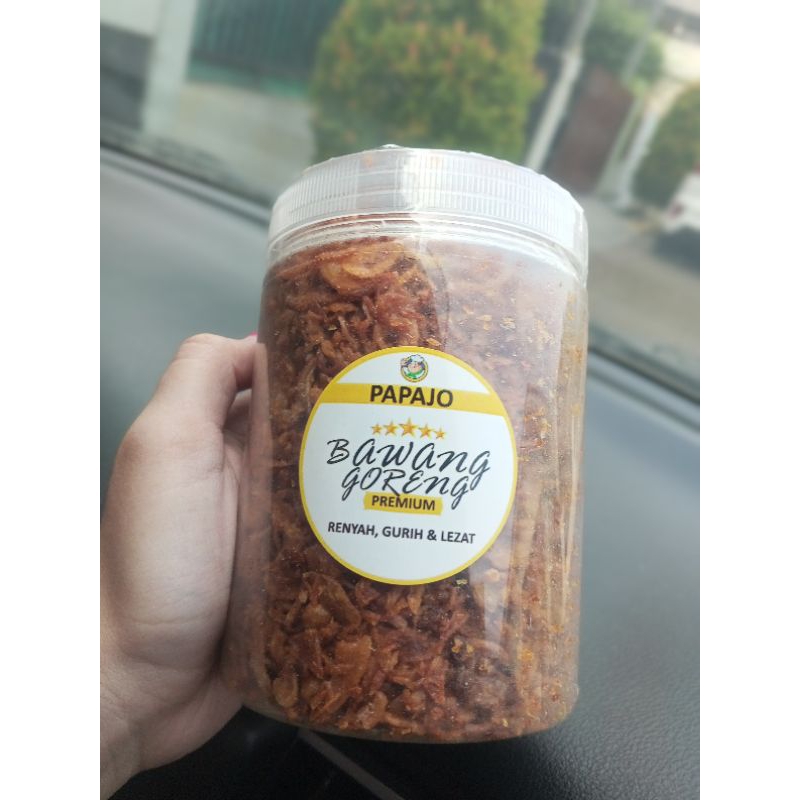 PAPAJO
BAWANG
GORENG
PREMIUM
RENYAH, GURIH & LEZAT